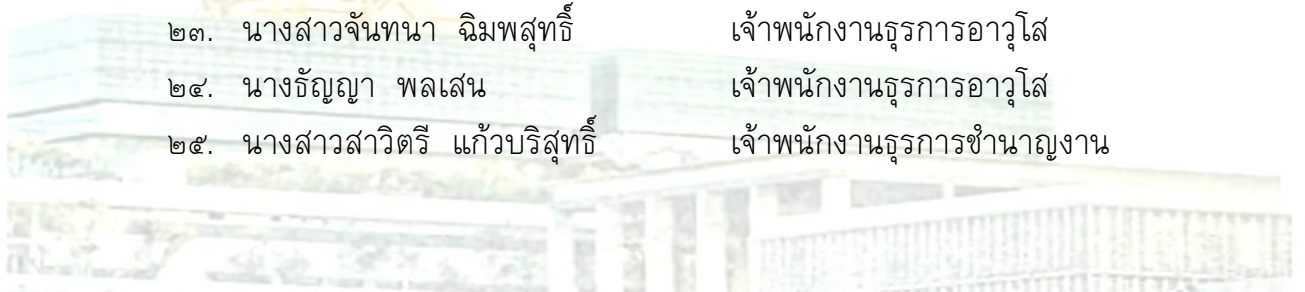 ๒๓. นางสาวจันทนา ฉิมพสุทธิ์ เจ้าพนักงานธุรการอาวุโส
๒๔. นางธัญญา พลเสน เจ้าพนักงานธุรการอาวุโส
๒๕. นางสาวสาวิตรี แก้วบริสุทธิ์ เจ้าพนักงานธุรการชำนาญงาน